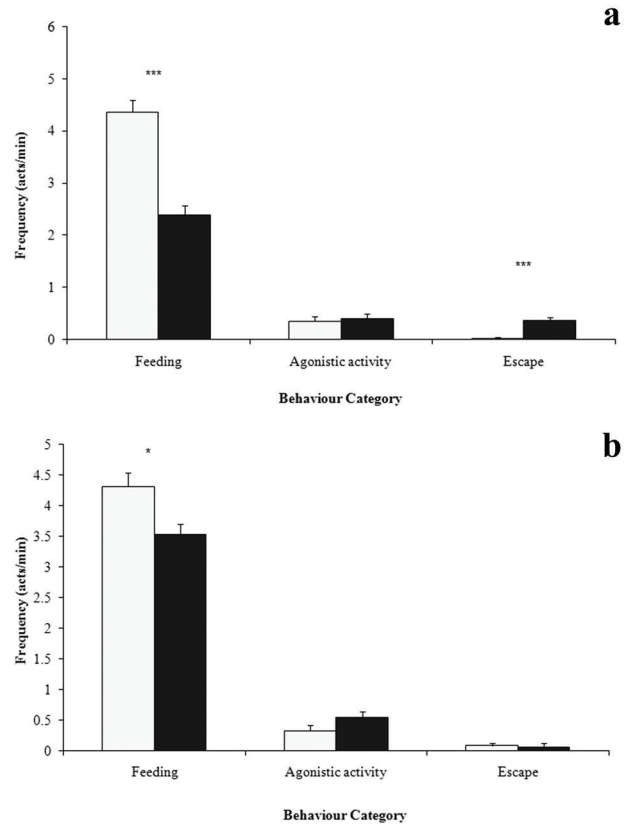 a
6
5
4
3
2
1
0
Frequency (acts/min)
***
***
Feeding Agonistic activity Escape
Behaviour Category
b
5
4.5
4
3.5
3
2.5
2
1.5
1
0.5
0
Frequency (acts/min)
*
Feeding Agonistic activity Escape
Behaviour Category